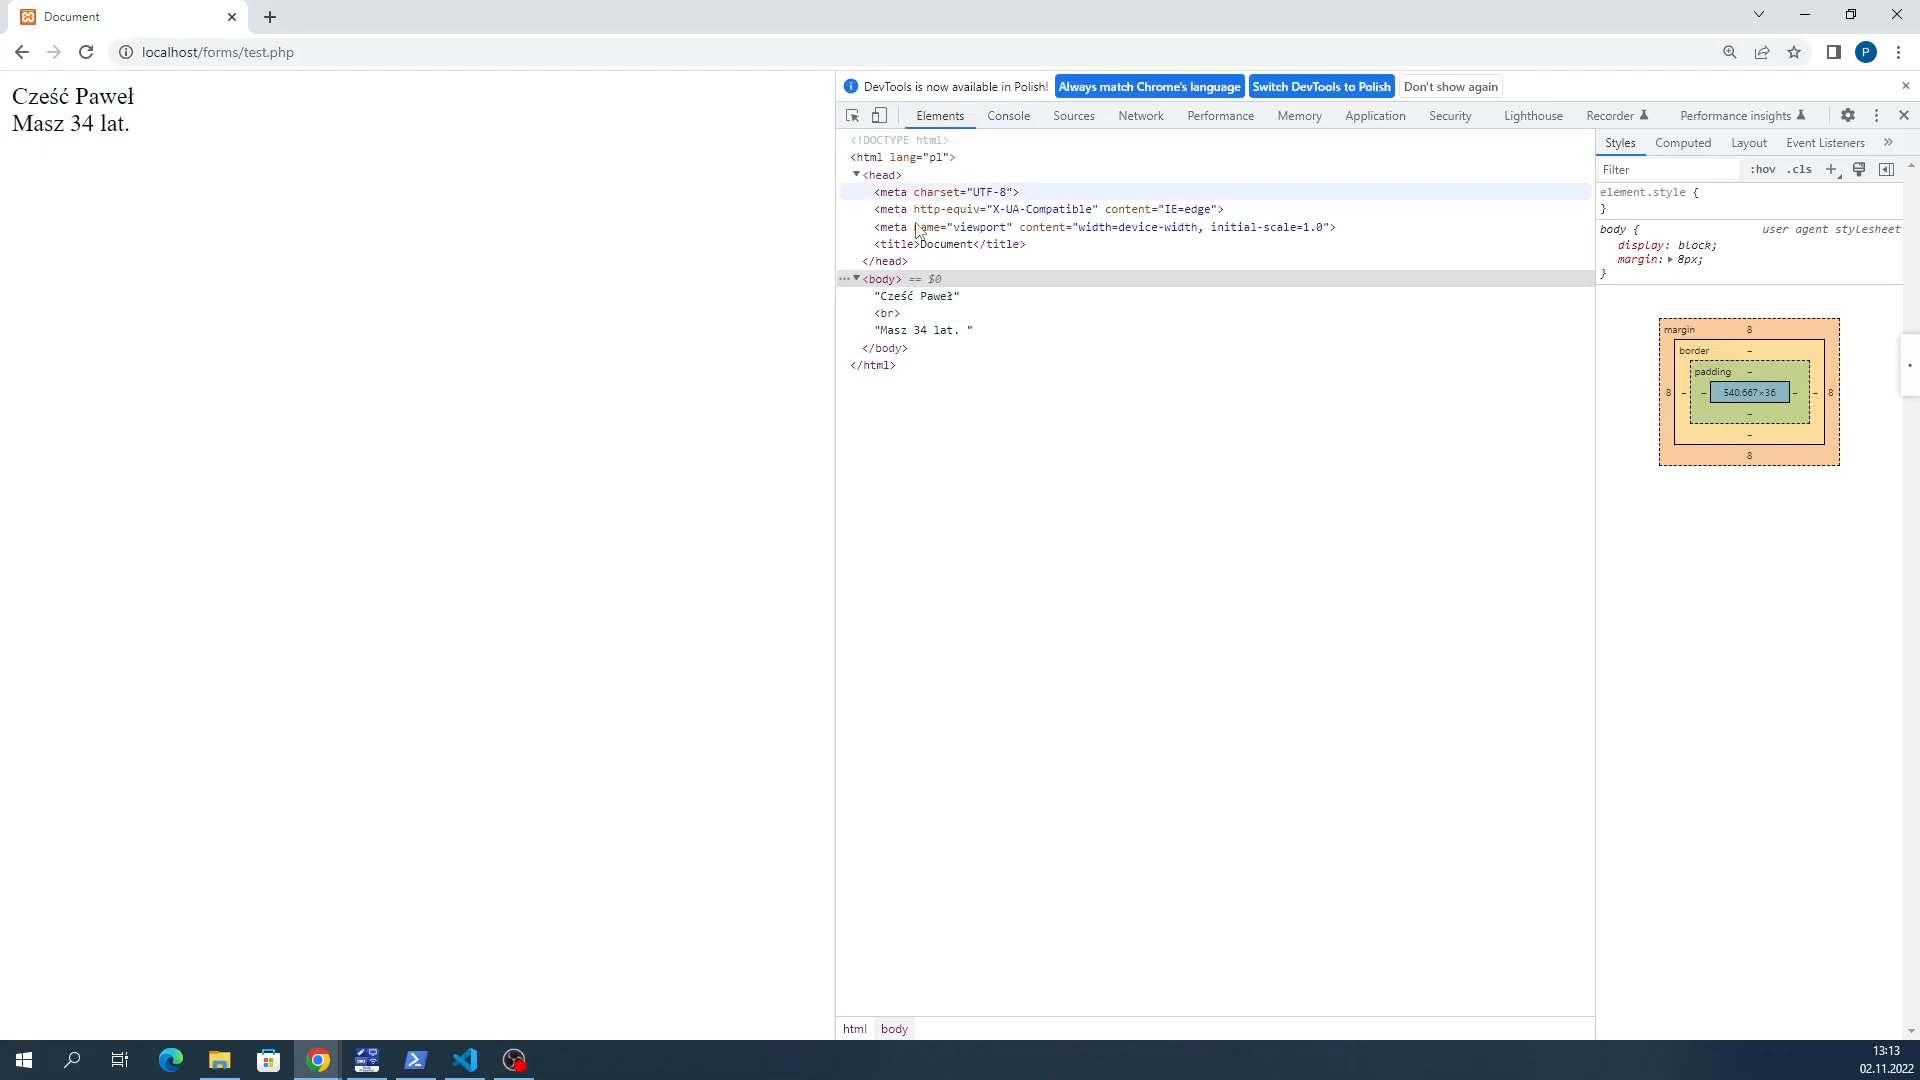 Document
localhost/forms/test.php
P
Cześć Paweł
Masz 34 lat.
DevTools is now available in Polish! Always match Chrome's language Switch DevTools to Polish Don't show again
Elements Console Sources Network Performance Memory Application Security Lighthouse Recorder Performance insights
<!DOCTYPE html>
<html lang="pl">
<head>
<meta charset="UTF-8">
<meta http-equiv="X-UA-Compatible" content="IE=edge">
<meta name="viewport" content="width=device-width, initial-scale=1.0">
<title>Document</title>
</head>
<body> == $0
"Cześć Paweł"
<br>
"Masz 34 lat. "
</body>
</html>
Styles Computed Layout Event Listeners
Filter :hov .cls
element.style {
}
body { user agent stylesheet
display: block;
margin: 8px;
}
margin 8
border –
padding –
8 – – 540.667×36 – – 8
–
–
8
html body
13:13
02.11.2022